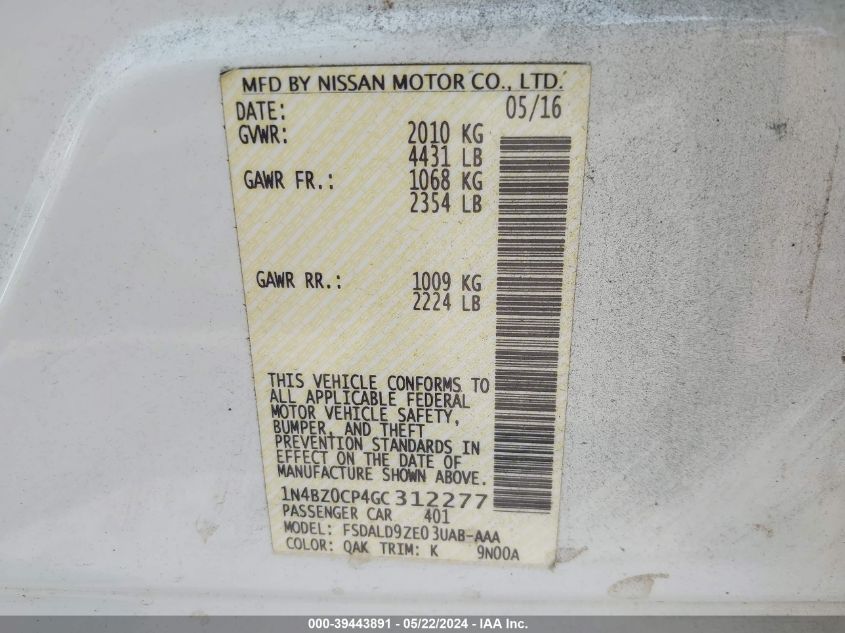 MFD BY NISSAN MOTOR CO., LTD.
DATE: 05/16
GVWR: 2010 KG
4431 LB
GAWR FR.: 1068 KG
2354 LB
GAWR RR.: 1009 KG
2224 LB
THIS VEHICLE CONFORMS TO
ALL APPLICABLE FEDERAL
MOTOR VEHICLE SAFETY,
BUMPER, AND THEFT
PREVENTION STANDARDS IN
EFFECT ON THE DATE OF
MANUFACTURE SHOWN ABOVE.
1N4BZ0CP4GC312277
PASSENGER CAR 401
MODEL: FSDALD9ZE03UAB-AAA
COLOR: QAK TRIM: K 9N00A
000-39443891 - 05/22/2024 - IAA Inc.